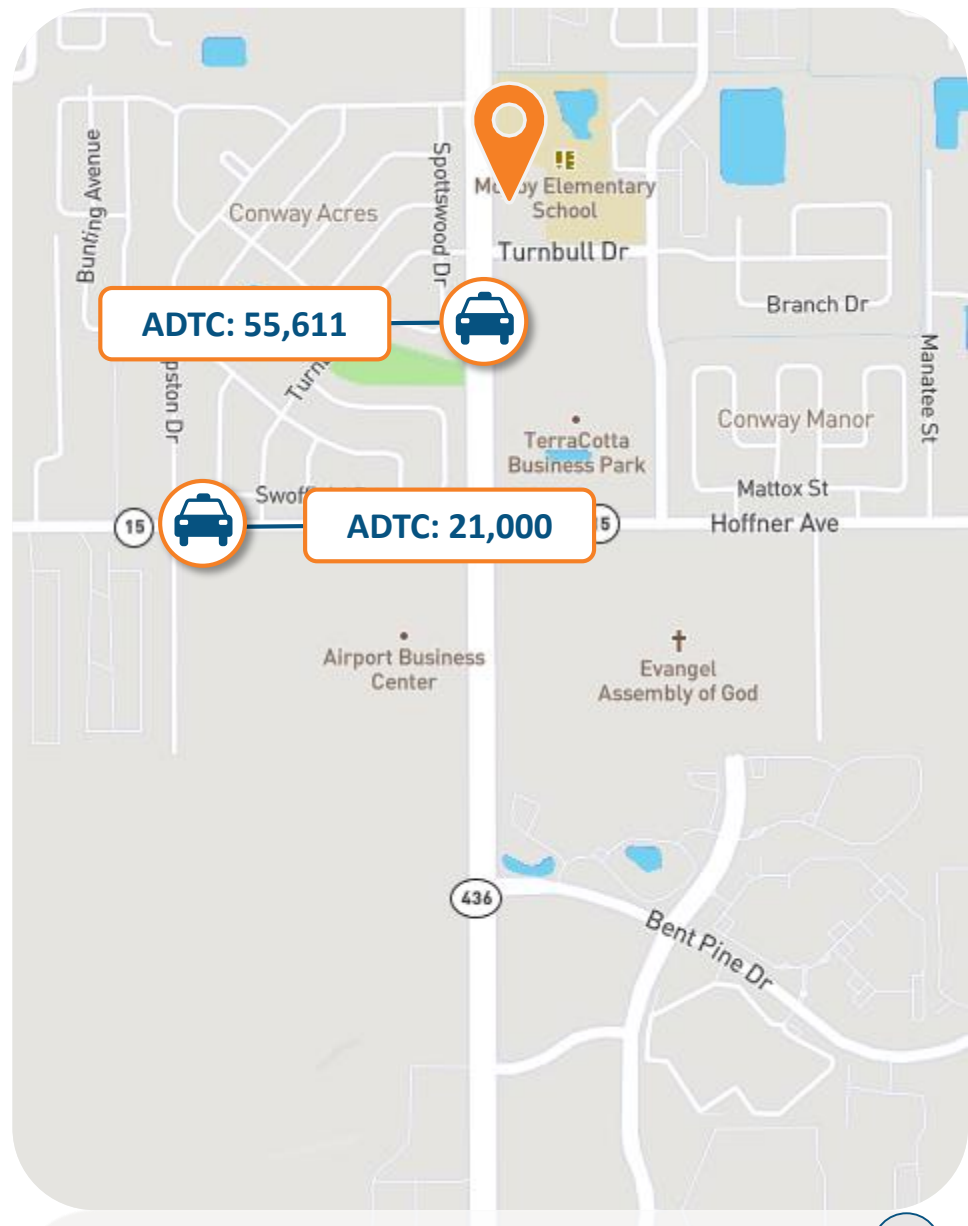 Bunting Avenue
Spottswood Dr
Conway Acres
Elementary
School
Turnbull Dr
ADTC: 55,611
Branch Dr
Manatee St
Conway Manor
TerraCotta
Business Park
Mattox St
15
ADTC: 21,000
Hoffner Ave
Airport Business
Center
Evangel
Assembly of God
436
Bent Pine Dr